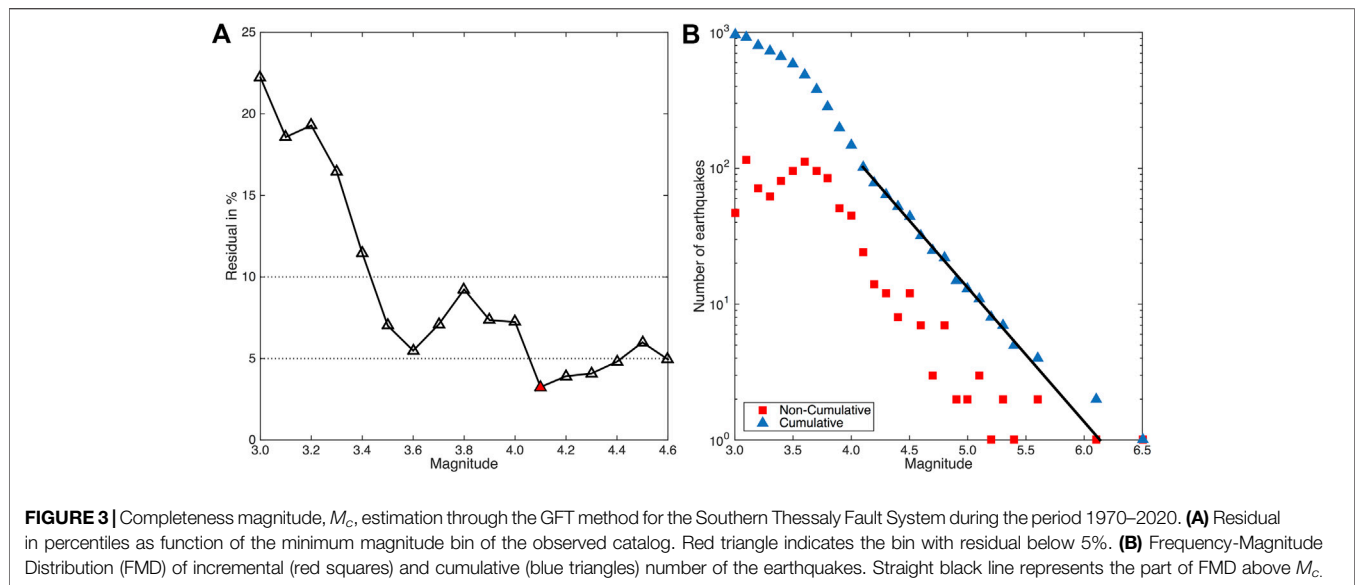 A
B
25
20
15
10
5
0
Residual in %
3.0 3.2 3.4 3.6 3.8 4.0 4.2 4.4 4.6
Magnitude
10³
10²
10¹
10⁰
Number of earthquakes
Non-Cumulative
Cumulative
3.0 3.5 4.0 4.5 5.0 5.5 6.0 6.5
Magnitude
FIGURE 3 | Completeness magnitude, Mc, estimation through the GFT method for the Southern Thessaly Fault System during the period 1970–2020. (A) Residual
in percentiles as function of the minimum magnitude bin of the observed catalog. Red triangle indicates the bin with residual below 5%. (B) Frequency-Magnitude
Distribution (FMD) of incremental (red squares) and cumulative (blue triangles) number of the earthquakes. Straight black line represents the part of FMD above Mc.